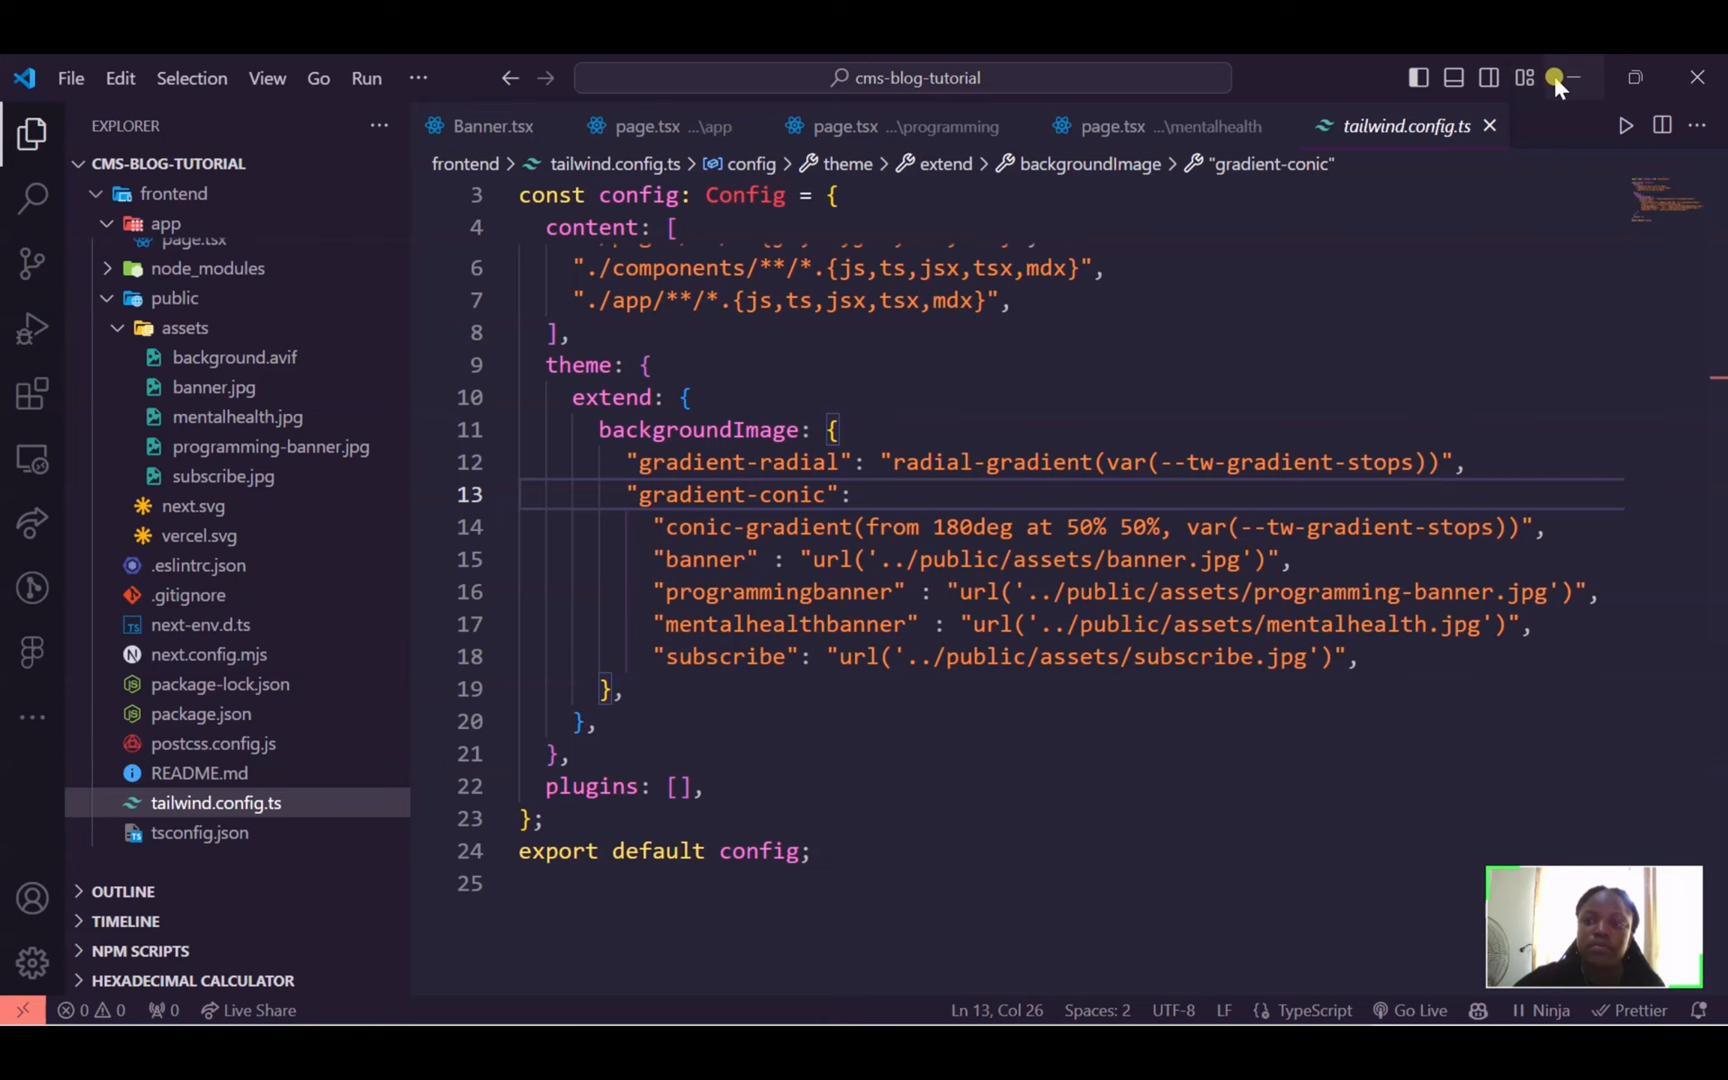 File Edit Selection View Go Run ···
cms-blog-tutorial
EXPLORER
Banner.tsx
page.tsx ...\app
page.tsx ...\programming
page.tsx ...\mentalhealth
tailwind.config.ts
CMS-BLOG-TUTORIAL
frontend
app
page.tsx
node_modules
public
assets
background.avif
banner.jpg
mentalhealth.jpg
programming-banner.jpg
subscribe.jpg
next.svg
vercel.svg
.eslintrc.json
.gitignore
next-env.d.ts
next.config.mjs
package-lock.json
package.json
postcss.config.js
README.md
tailwind.config.ts
tsconfig.json
OUTLINE
TIMELINE
NPM SCRIPTS
HEXADECIMAL CALCULATOR
frontend > tailwind.config.ts > config > theme > extend > backgroundImage > "gradient-conic"
3 const config: Config = {
4 content: [
6 "./components/**/*.{js,ts,jsx,tsx,mdx}",
7 "./app/**/*.{js,ts,jsx,tsx,mdx}",
8 ],
9 theme: {
10 extend: {
11 backgroundImage: {
12 "gradient-radial": "radial-gradient(var(--tw-gradient-stops))",
13 "gradient-conic":
14 "conic-gradient(from 180deg at 50% 50%, var(--tw-gradient-stops))",
15 "banner" : "url('../public/assets/banner.jpg')",
16 "programmingbanner" : "url('../public/assets/programming-banner.jpg')",
17 "mentalhealthbanner" : "url('../public/assets/mentalhealth.jpg')",
18 "subscribe": "url('../public/assets/subscribe.jpg')",
19 },
20 },
21 },
22 plugins: [],
23 };
24 export default config;
25
0 0 0 Live Share
Ln 13, Col 26 Spaces: 2 UTF-8 LF TypeScript Go Live Ninja Prettier